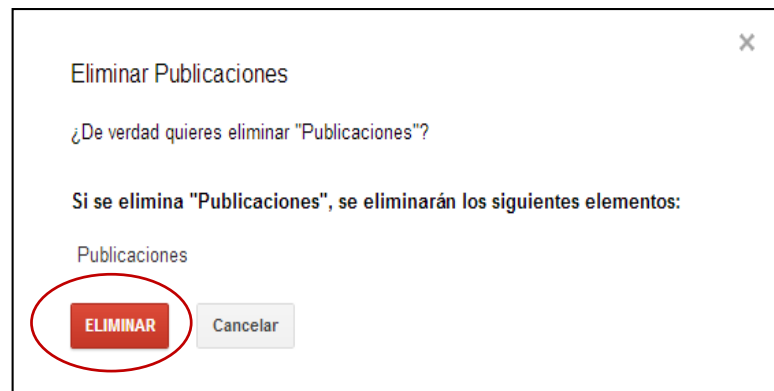 Eliminar Publicaciones
¿De verdad quieres eliminar "Publicaciones"?
Si se elimina "Publicaciones", se eliminarán los siguientes elementos:
Publicaciones
ELIMINAR Cancelar